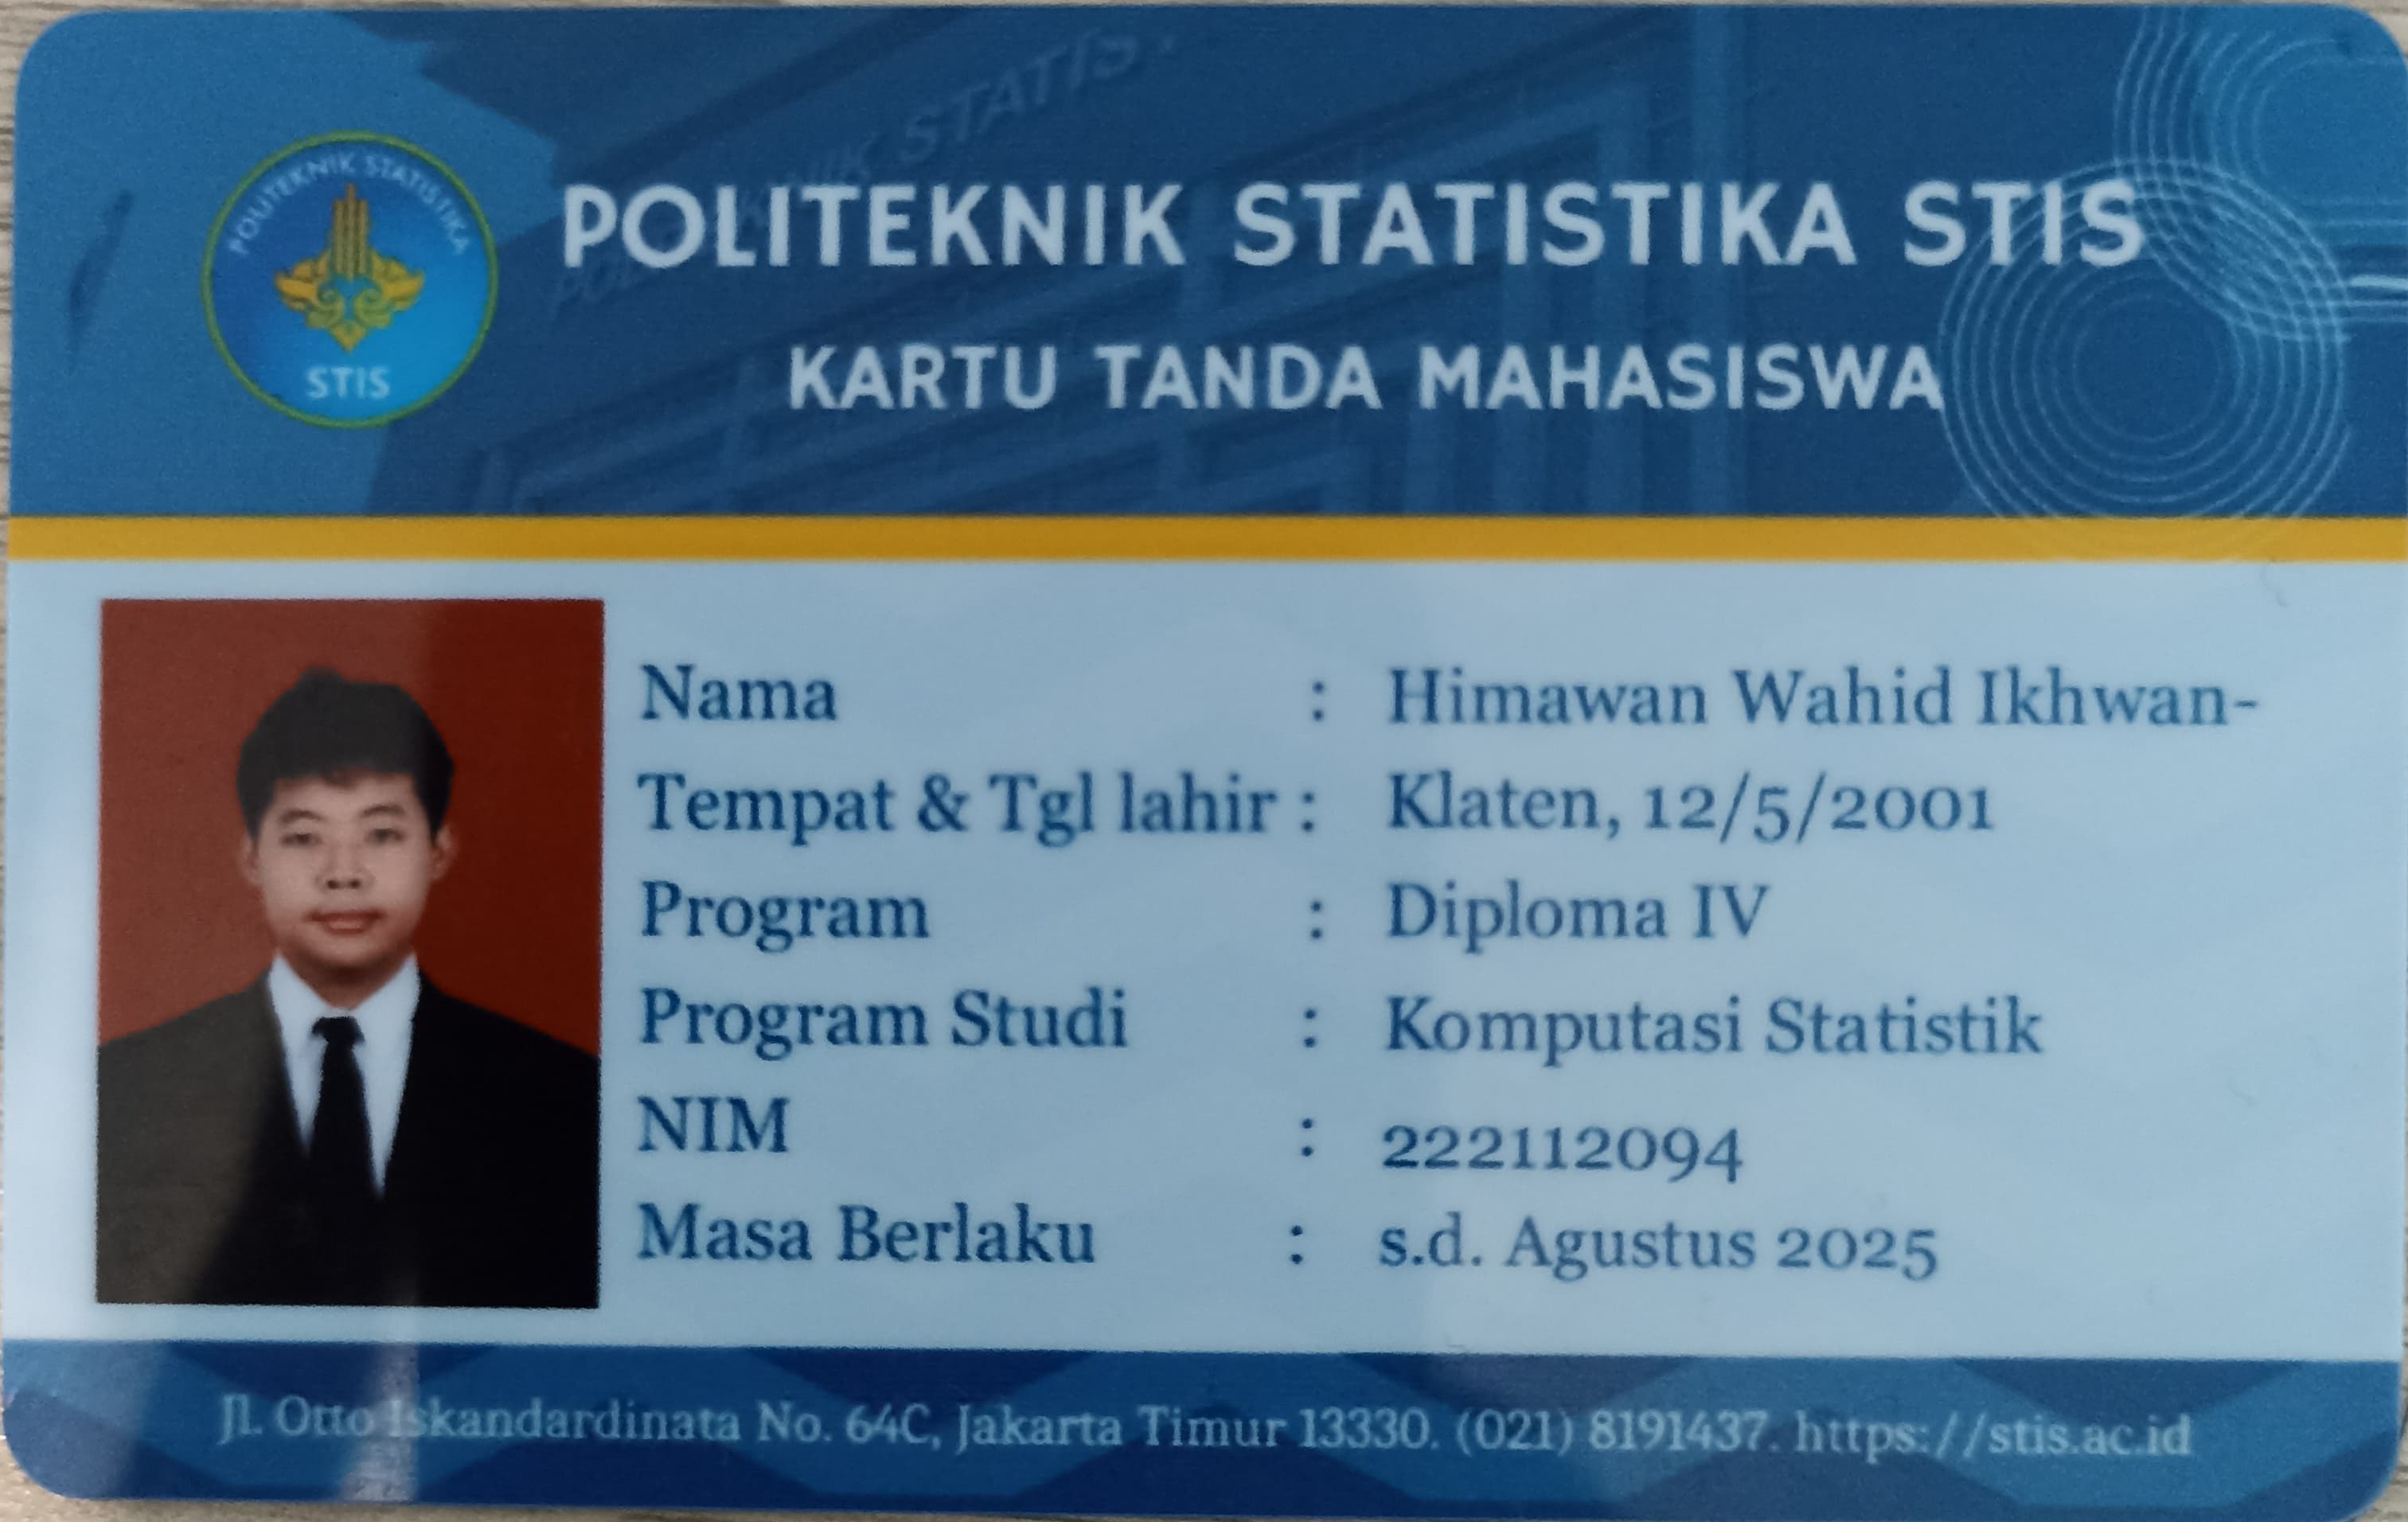 POLITEKNIK STATISTIKA STIS
KARTU TANDA MAHASISWA
POLITEKNIK STATISTIKA
STIS
Nama : Himawan Wahid Ikhwan-
Tempat & Tgl lahir : Klaten, 12/5/2001
Program : Diploma IV
Program Studi : Komputasi Statistik
NIM : 222112094
Masa Berlaku : s.d. Agustus 2025
Jl. Otto Iskandardinata No. 64C, Jakarta Timur 13330. (021) 8191437. https://stis.ac.id